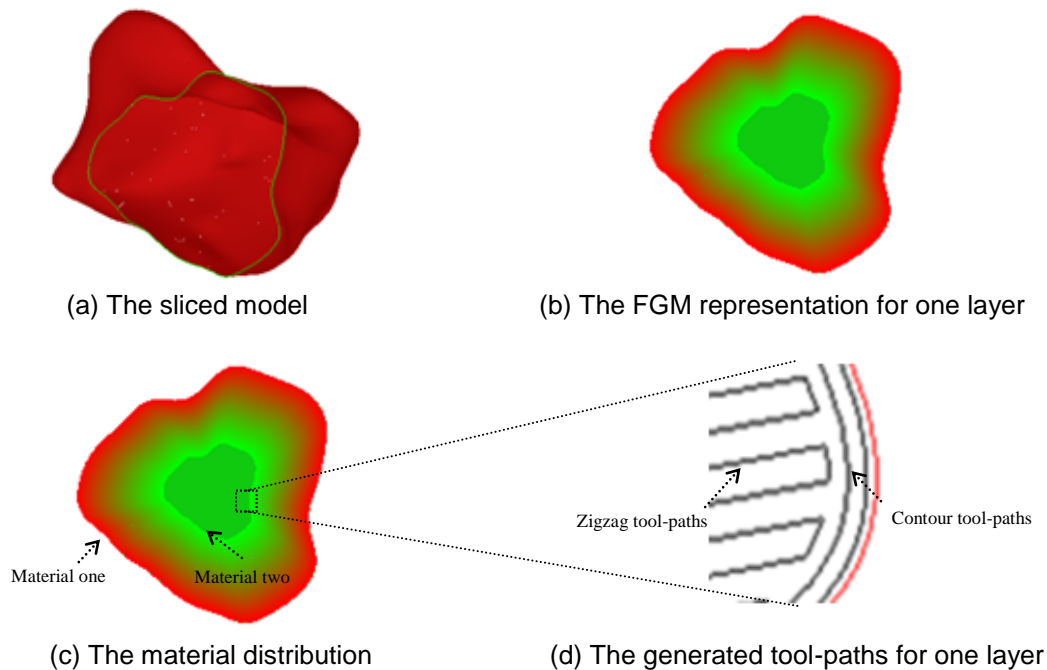 (a) The sliced model
(b) The FGM representation for one layer
Material one
Material two
Zigzag tool-paths
Contour tool-paths
(c) The material distribution
(d) The generated tool-paths for one layer